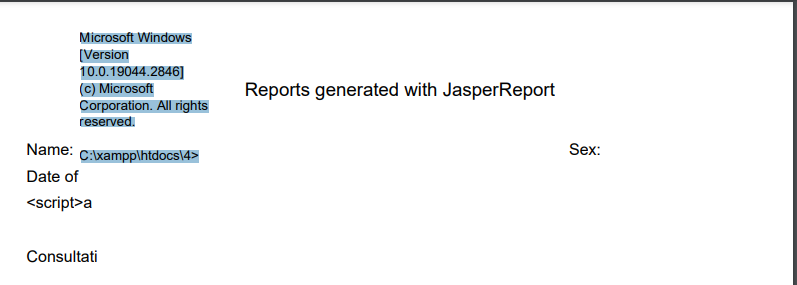 Microsoft Windows
[Version
10.0.19044.2846]
(c) Microsoft
Corporation. All rights
reserved.
Reports generated with JasperReport
Name:
C:\xampp\htdocs\4>
Sex:
Date of
<script>a
Consultati